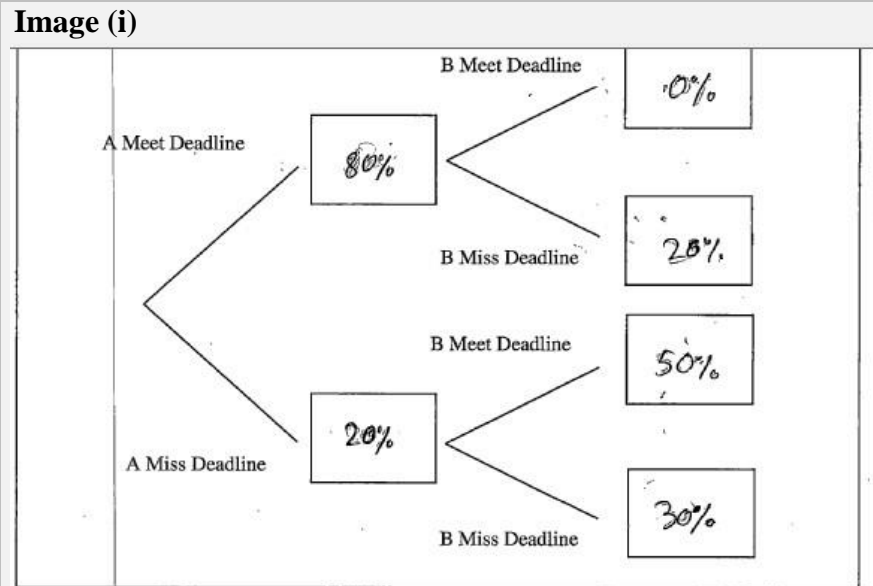 Image (i)
B Meet Deadline
0%
A Meet Deadline
80%
B Miss Deadline
20%
B Meet Deadline
50%
20%
A Miss Deadline
30%
B Miss Deadline